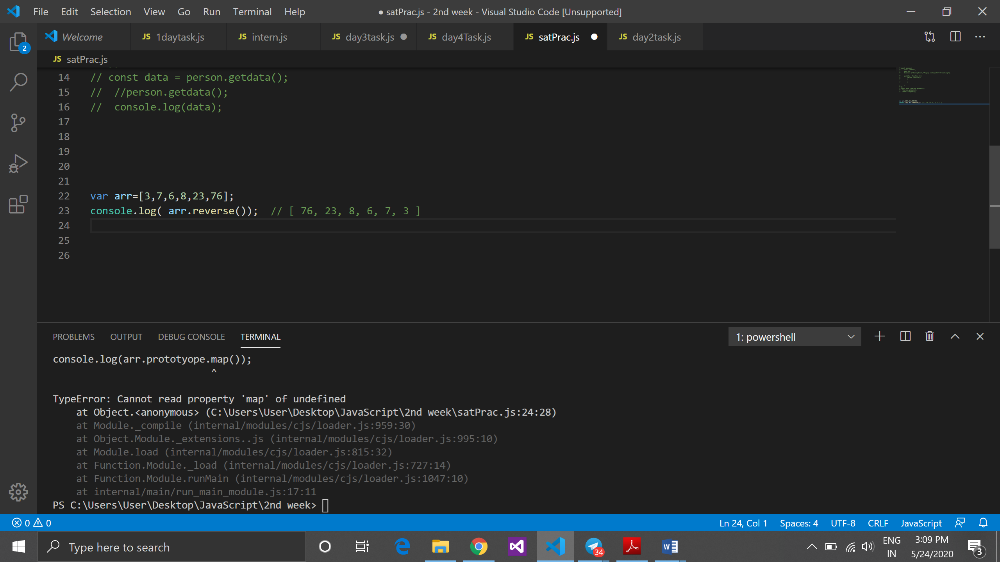 File Edit Selection View Go Run Terminal Help
● satPrac.js - 2nd week - Visual Studio Code [Unsupported]
2
Welcome
JS 1daytask.js
JS intern.js
JS day3task.js
JS day4Task.js
JS satPrac.js
JS day2task.js
JS satPrac.js
14 // const data = person.getdata();
15 //  //person.getdata();
16 //  console.log(data);
17
18
19
20
21
22 var arr=[3,7,6,8,23,76];
23 console.log( arr.reverse());  // [ 76, 23, 8, 6, 7, 3 ]
24
25
26
PROBLEMS OUTPUT DEBUG CONSOLE TERMINAL
1: powershell
console.log(arr.prototyope.map());
^
TypeError: Cannot read property 'map' of undefined
    at Object.<anonymous> (C:\Users\User\Desktop\JavaScript\2nd week\satPrac.js:24:28)
    at Module._compile (internal/modules/cjs/loader.js:959:30)
    at Object.Module._extensions..js (internal/modules/cjs/loader.js:995:10)
    at Module.load (internal/modules/cjs/loader.js:815:32)
    at Function.Module._load (internal/modules/cjs/loader.js:727:14)
    at Function.Module.runMain (internal/modules/cjs/loader.js:1047:10)
    at internal/main/run_main_module.js:17:11
PS C:\Users\User\Desktop\JavaScript\2nd week>
0 0
Ln 24, Col 1 Spaces: 4 UTF-8 CRLF JavaScript
Type here to search
34
ENG
IN
3:09 PM
5/24/2020
3